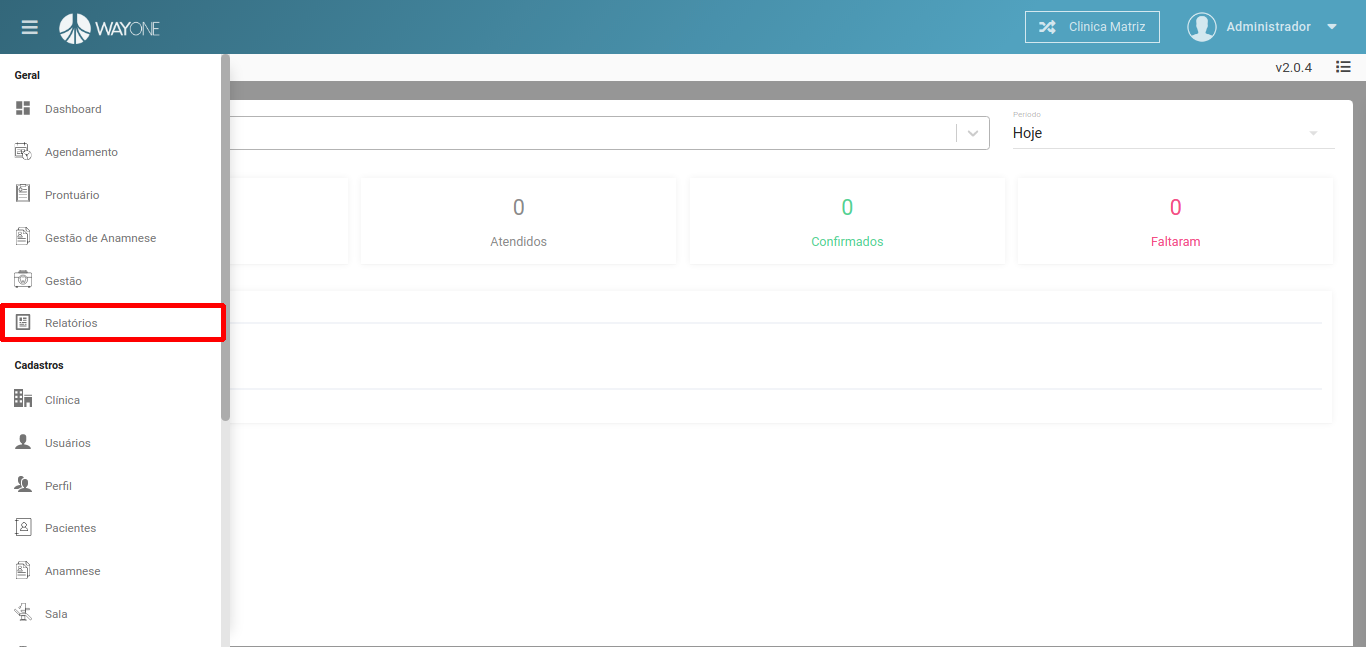 WAYONE
Clinica Matriz
Administrador
v2.0.4
Geral
Dashboard
Agendamento
Prontuário
Gestão de Anamnese
Gestão
Relatórios
Cadastros
Clínica
Usuários
Perfil
Pacientes
Anamnese
Sala
Período
Hoje
0
Atendidos
0
Confirmados
0
Faltaram